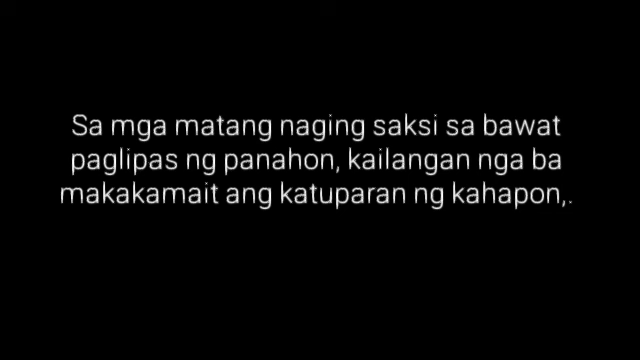 Sa mga matang naging saksi sa bawat
paglipas ng panahon, kailangan nga ba
makakamait ang katuparan ng kahapon,.